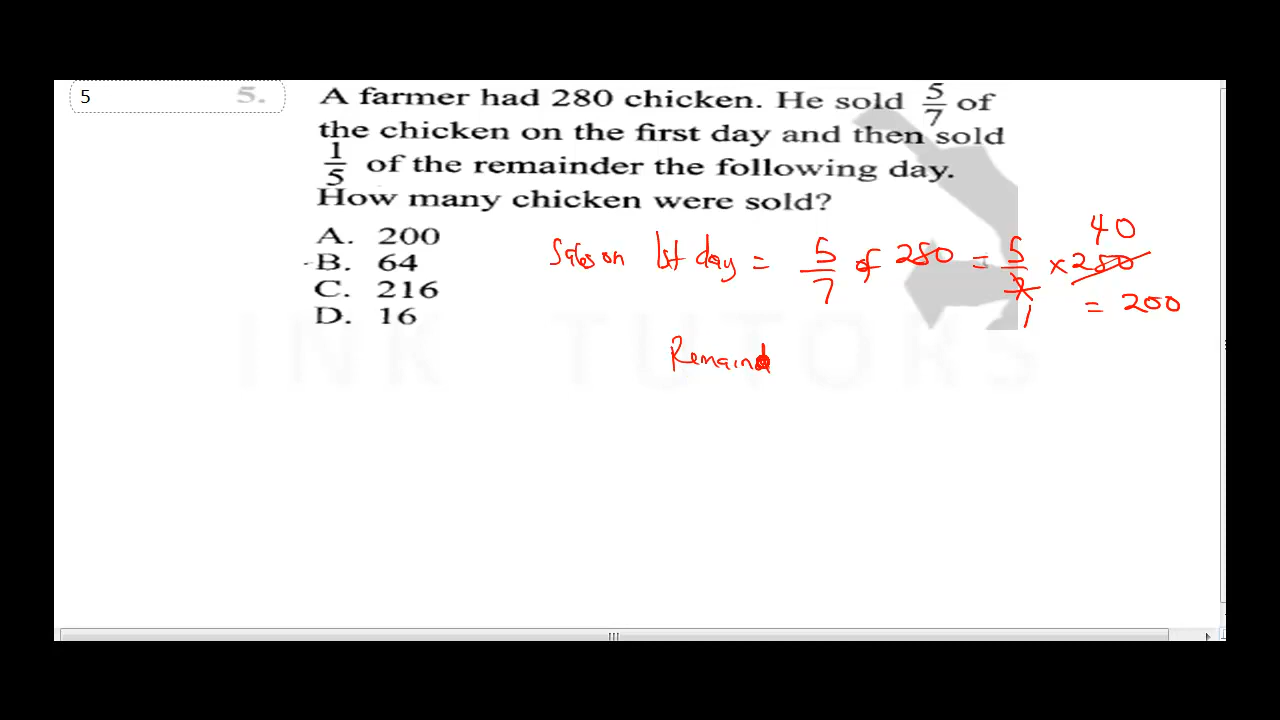 5 5. A farmer had 280 chicken. He sold 5/7 of
the chicken on the first day and then sold
1/5 of the remainder the following day.
How many chicken were sold?
A. 200
B. 64
C. 216
D. 16
Sales on 1st day = 5/7 of 280 = 5/7 × 280
40
1
= 200
Remaind
INK TUTORS